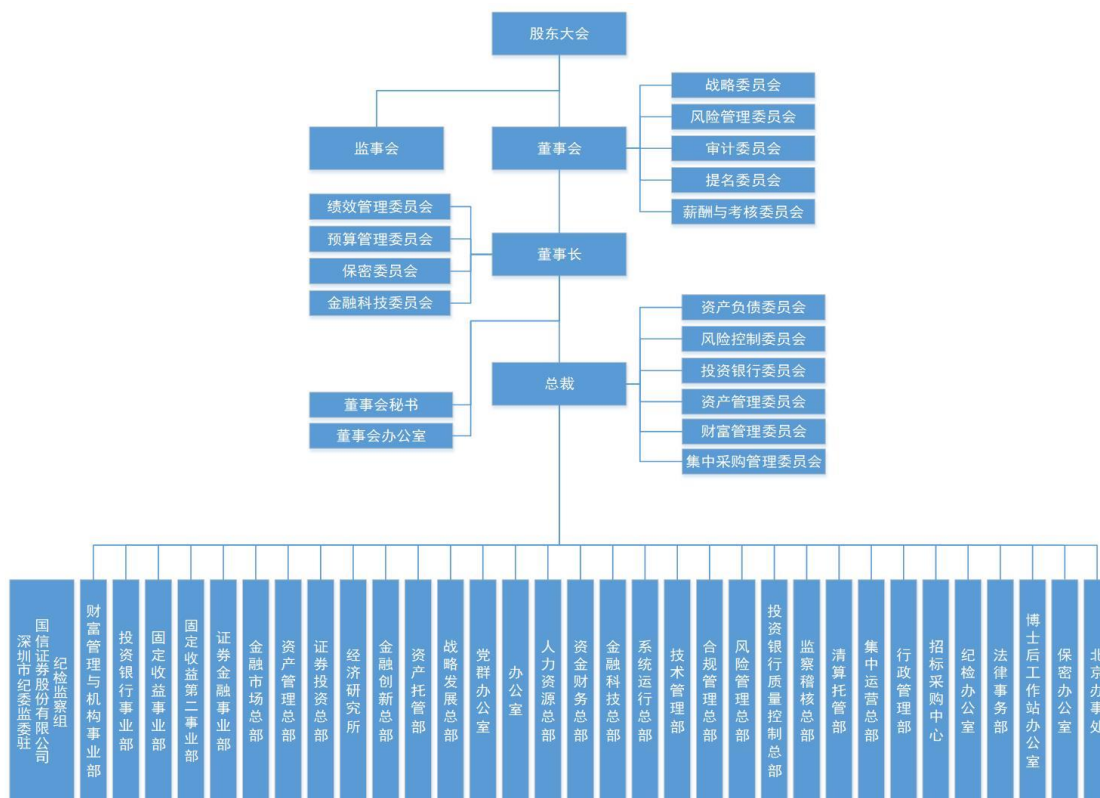 股东大会
监事会
董事会
战略委员会
风险管理委员会
审计委员会
提名委员会
薪酬与考核委员会
绩效管理委员会
预算管理委员会
保密委员会
金融科技委员会
董事长
董事会秘书
董事会办公室
总裁
资产负债委员会
风险控制委员会
投资银行委员会
资产管理委员会
财富管理委员会
集中采购管理委员会
深圳市纪委监委驻
国信证券股份有限公司
纪检监察组
财富管理与机构事业部
投资银行事业部
固定收益事业部
固定收益第二事业部
证券金融事业部
金融市场总部
资产管理总部
证券投资总部
经济研究所
金融创新总部
资产托管部
战略发展总部
党群办公室
办公室
人力资源总部
资金财务总部
金融科技总部
系统运行总部
技术管理部
合规管理总部
风险管理总部
投资银行质量控制总部
监察稽核总部
清算托管部
集中运营总部
行政管理部
招标采购中心
纪检办公室
法律事务部
博士后工作站办公室
保密办公室
北京办事处